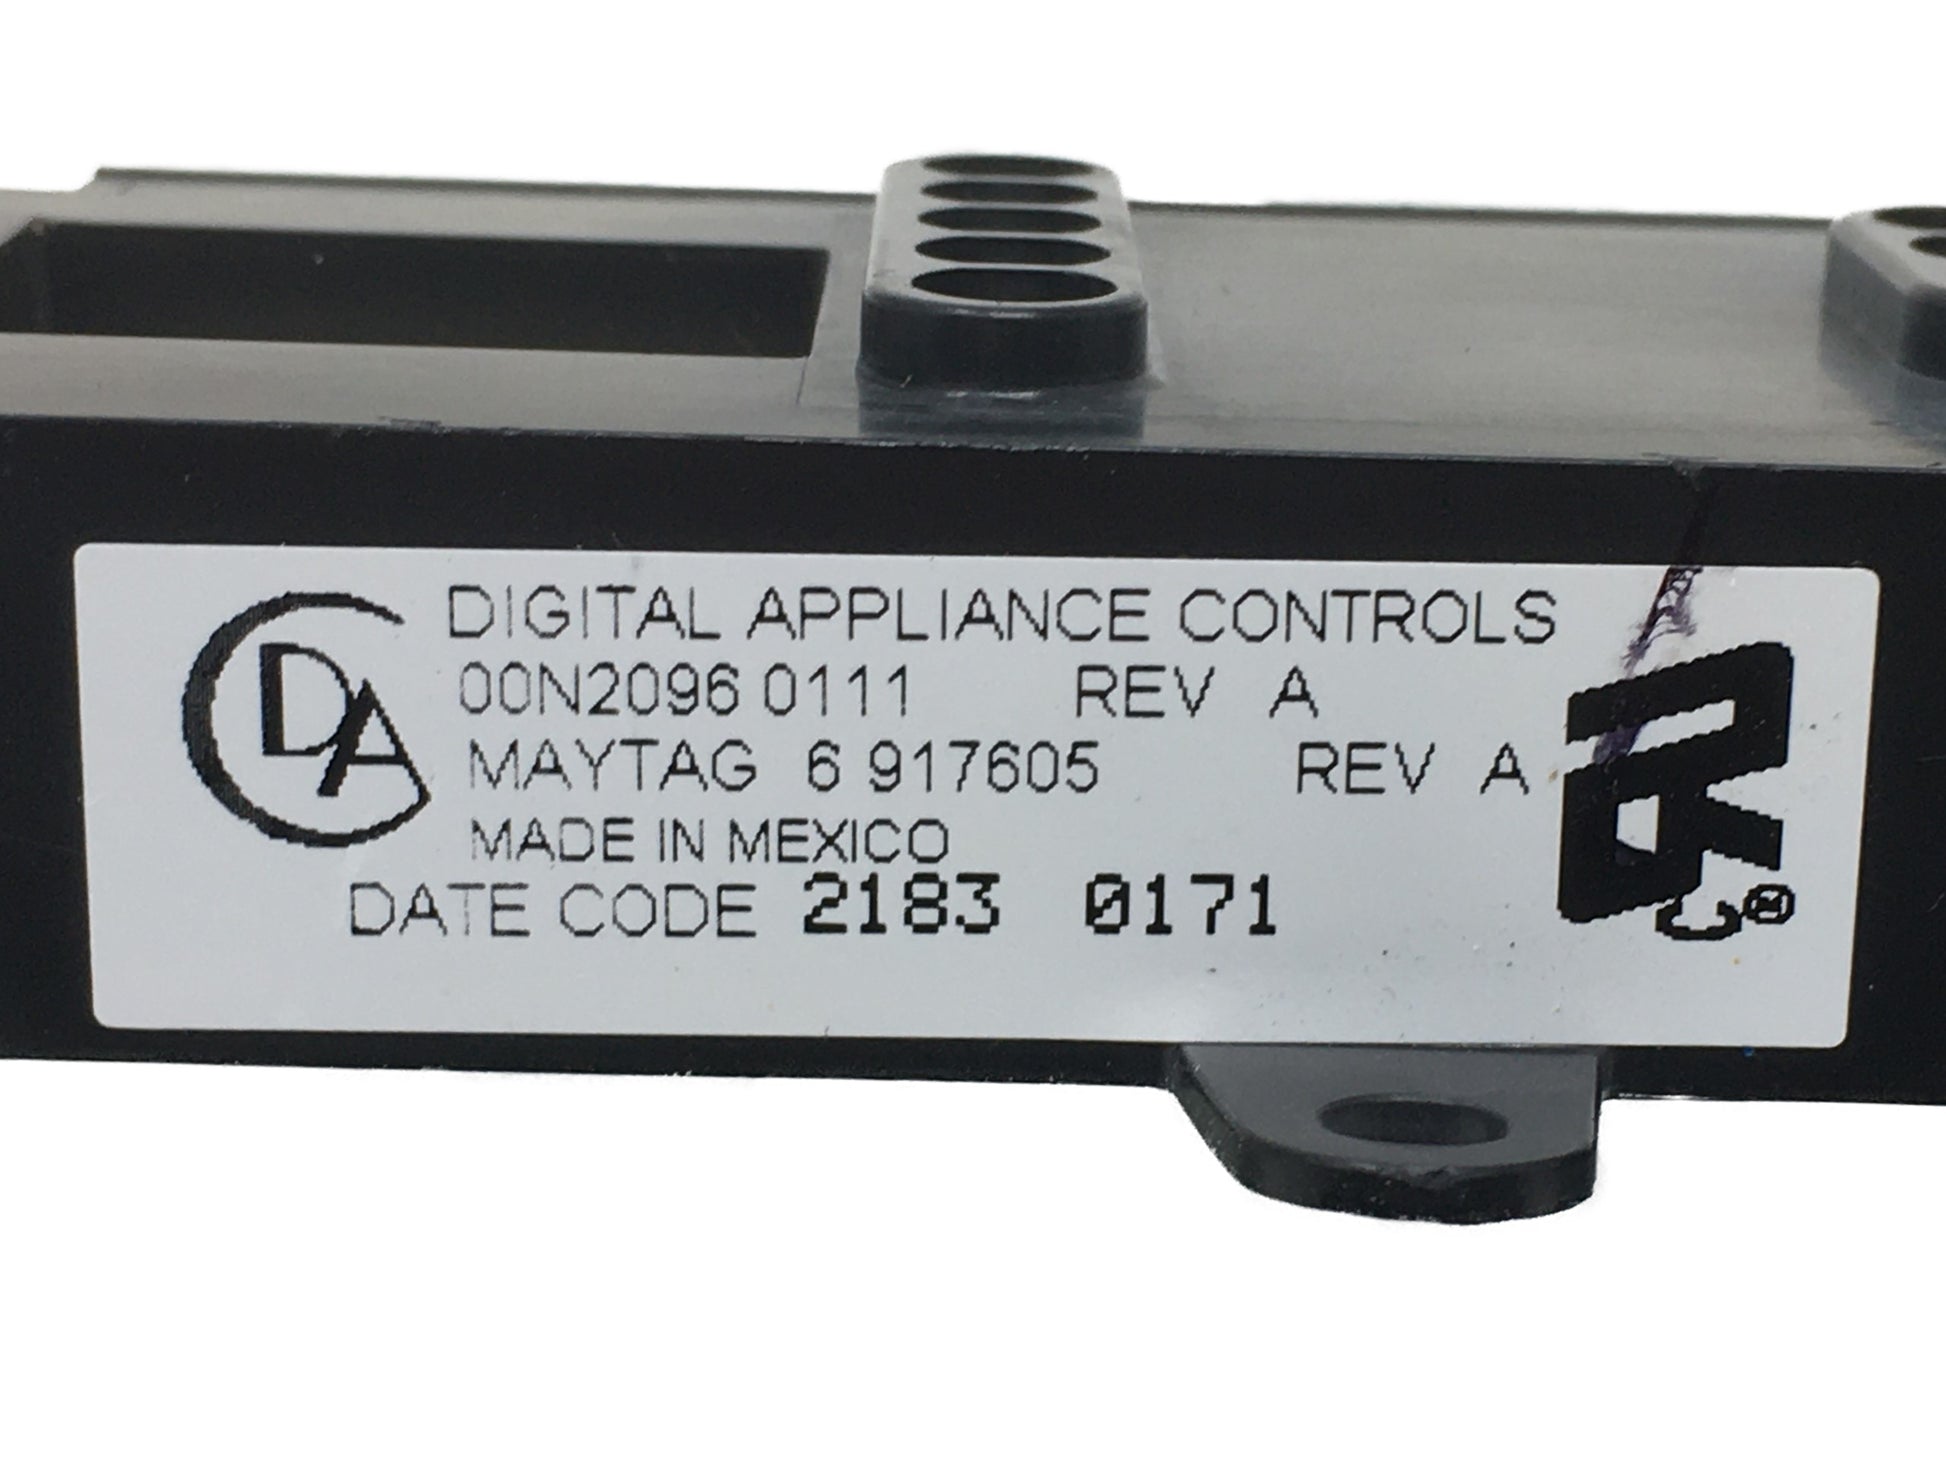 DA
DIGITAL APPLIANCE CONTROLS
00N2096 0111 REV A
MAYTAG 6 917605 REV A
MADE IN MEXICO
DATE CODE 2183 0171